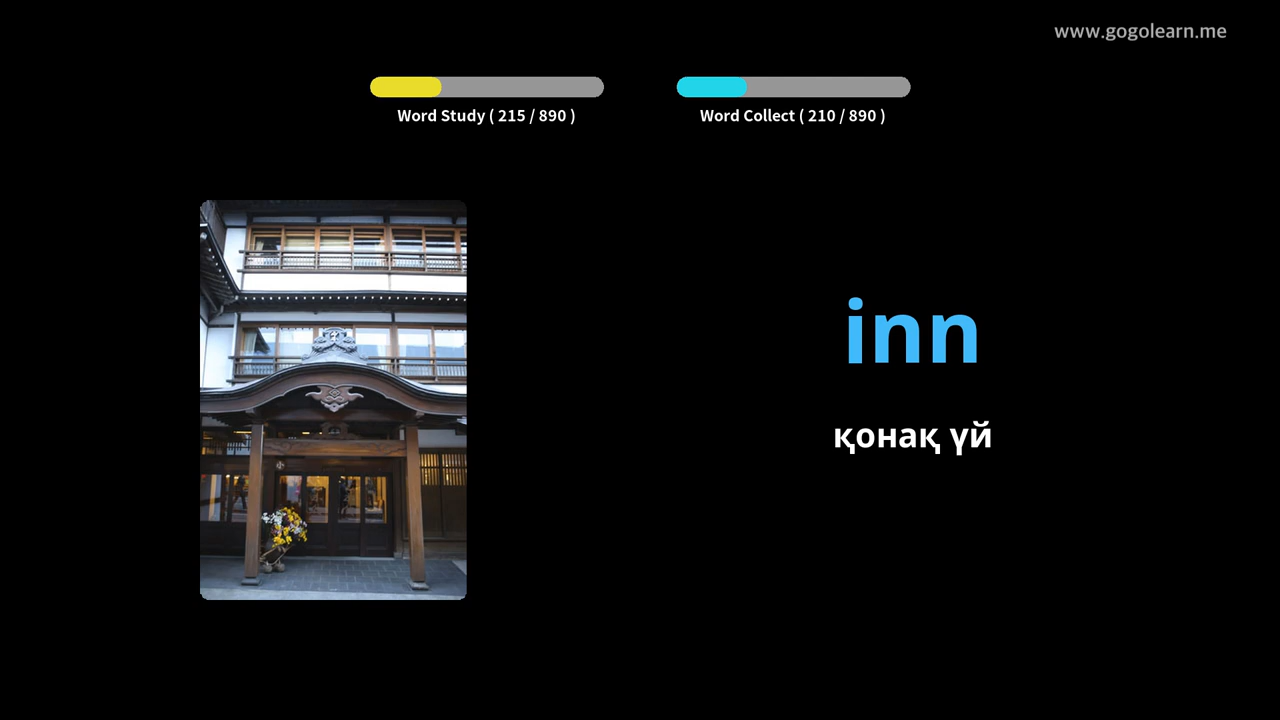 www.gogolearn.me
Word Study ( 215 / 890 )
Word Collect ( 210 / 890 )
inn
қонақ үй